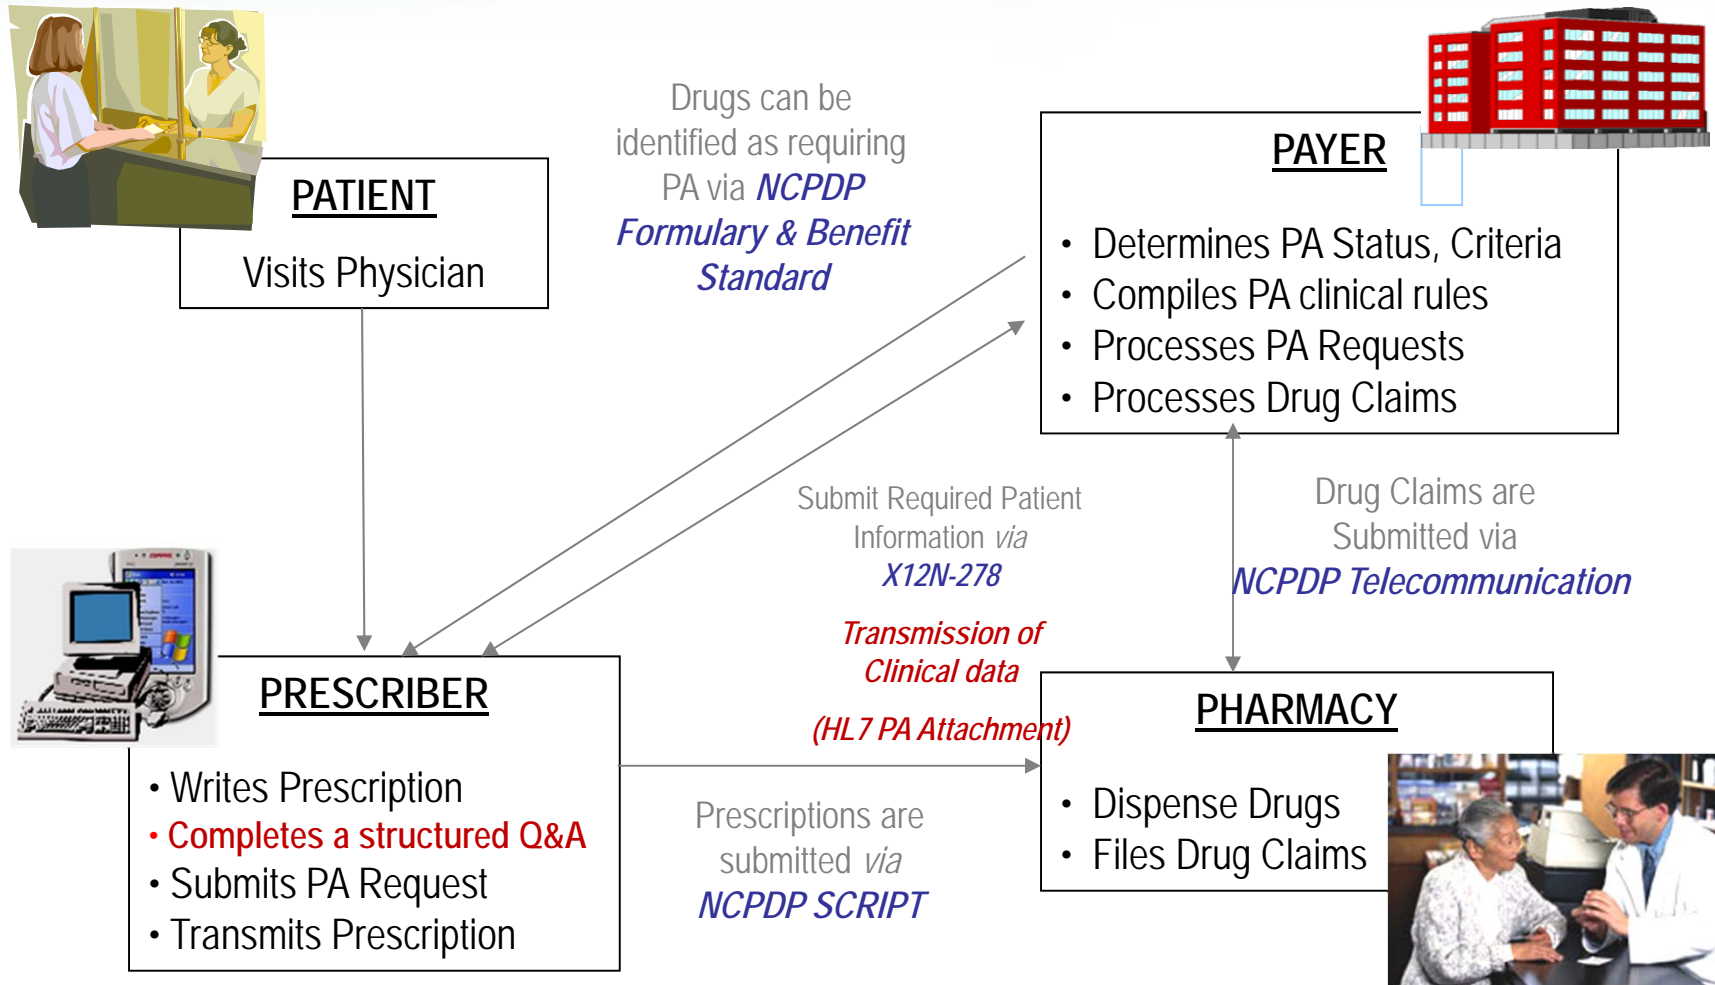 PATIENT
Visits Physician
Drugs can be
identified as requiring
PA via NCPDP
Formulary & Benefit
Standard
PAYER
• Determines PA Status, Criteria
• Compiles PA clinical rules
• Processes PA Requests
• Processes Drug Claims
Submit Required Patient
Information via
X12N-278
Transmission of
Clinical data
(HL7 PA Attachment)
Drug Claims are
Submitted via
NCPDP Telecommunication
PRESCRIBER
• Writes Prescription
• Completes a structured Q&A
• Submits PA Request
• Transmits Prescription
Prescriptions are
submitted via
NCPDP SCRIPT
PHARMACY
• Dispense Drugs
• Files Drug Claims